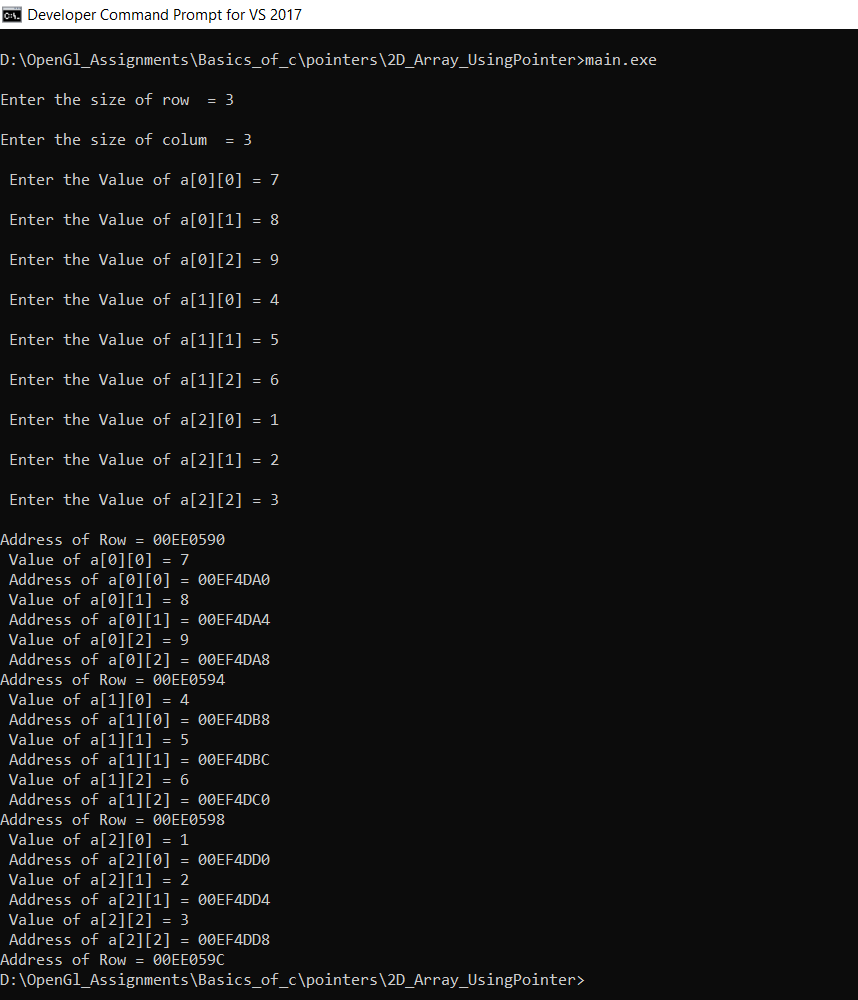 Developer Command Prompt for VS 2017
D:\OpenGl_Assignments\Basics_of_c\pointers\2D_Array_UsingPointer>main.exe
Enter the size of row  = 3
Enter the size of colum  = 3
 Enter the Value of a[0][0] = 7
 Enter the Value of a[0][1] = 8
 Enter the Value of a[0][2] = 9
 Enter the Value of a[1][0] = 4
 Enter the Value of a[1][1] = 5
 Enter the Value of a[1][2] = 6
 Enter the Value of a[2][0] = 1
 Enter the Value of a[2][1] = 2
 Enter the Value of a[2][2] = 3
Address of Row = 00EE0590
 Value of a[0][0] = 7
 Address of a[0][0] = 00EF4DA0
 Value of a[0][1] = 8
 Address of a[0][1] = 00EF4DA4
 Value of a[0][2] = 9
 Address of a[0][2] = 00EF4DA8
Address of Row = 00EE0594
 Value of a[1][0] = 4
 Address of a[1][0] = 00EF4DB8
 Value of a[1][1] = 5
 Address of a[1][1] = 00EF4DBC
 Value of a[1][2] = 6
 Address of a[1][2] = 00EF4DC0
Address of Row = 00EE0598
 Value of a[2][0] = 1
 Address of a[2][0] = 00EF4DD0
 Value of a[2][1] = 2
 Address of a[2][1] = 00EF4DD4
 Value of a[2][2] = 3
 Address of a[2][2] = 00EF4DD8
Address of Row = 00EE059C
D:\OpenGl_Assignments\Basics_of_c\pointers\2D_Array_UsingPointer>